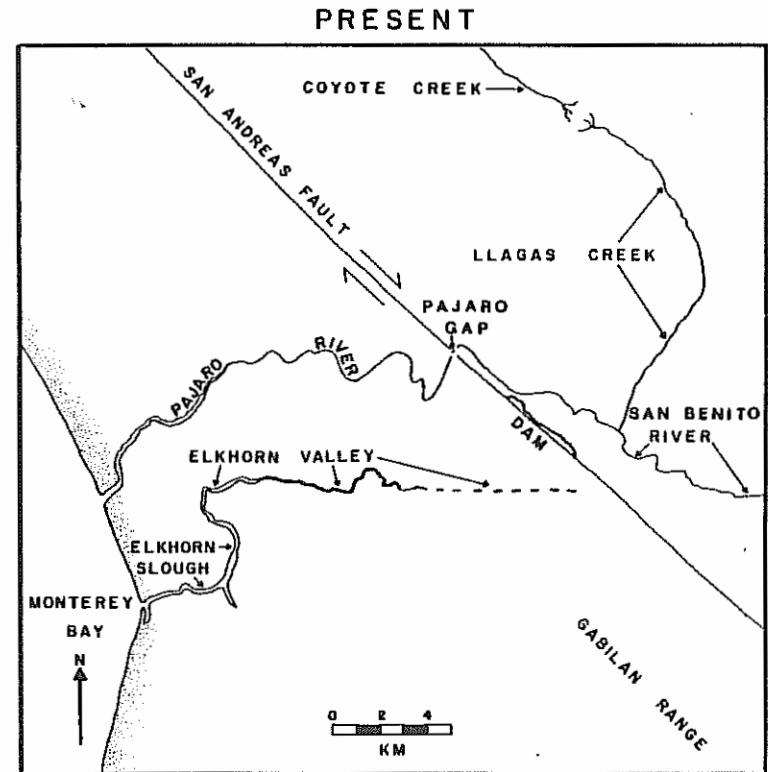 PRESENT
SAN ANDREAS FAULT
COYOTE CREEK
LLAGAS CREEK
PAJARO
GAP
PAJARO RIVER
SAN BENITO
RIVER
DAM
ELKHORN VALLEY
ELKHORN
SLOUGH
MONTEREY
BAY
N
GABILAN RANGE
0 2 4
KM